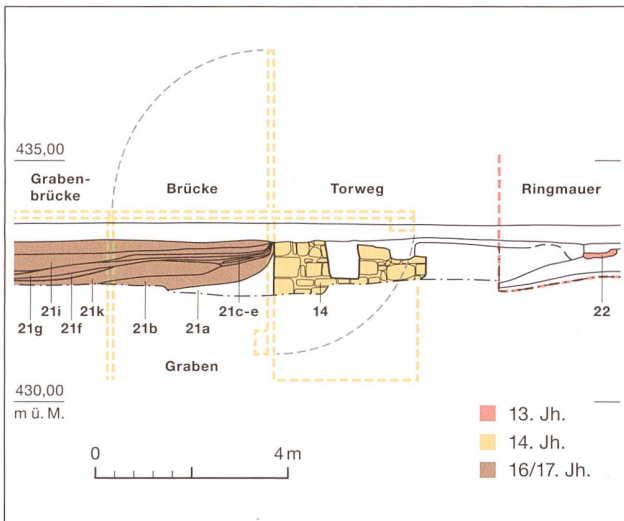 435,00
Graben-
brücke
Brücke
Torweg
Ringmauer
21i
21k
21c-e
14
22
21g
21f
21b
21a
Graben
430,00
m ü. M.
0
4 m
13. Jh.
14. Jh.
16/17. Jh.